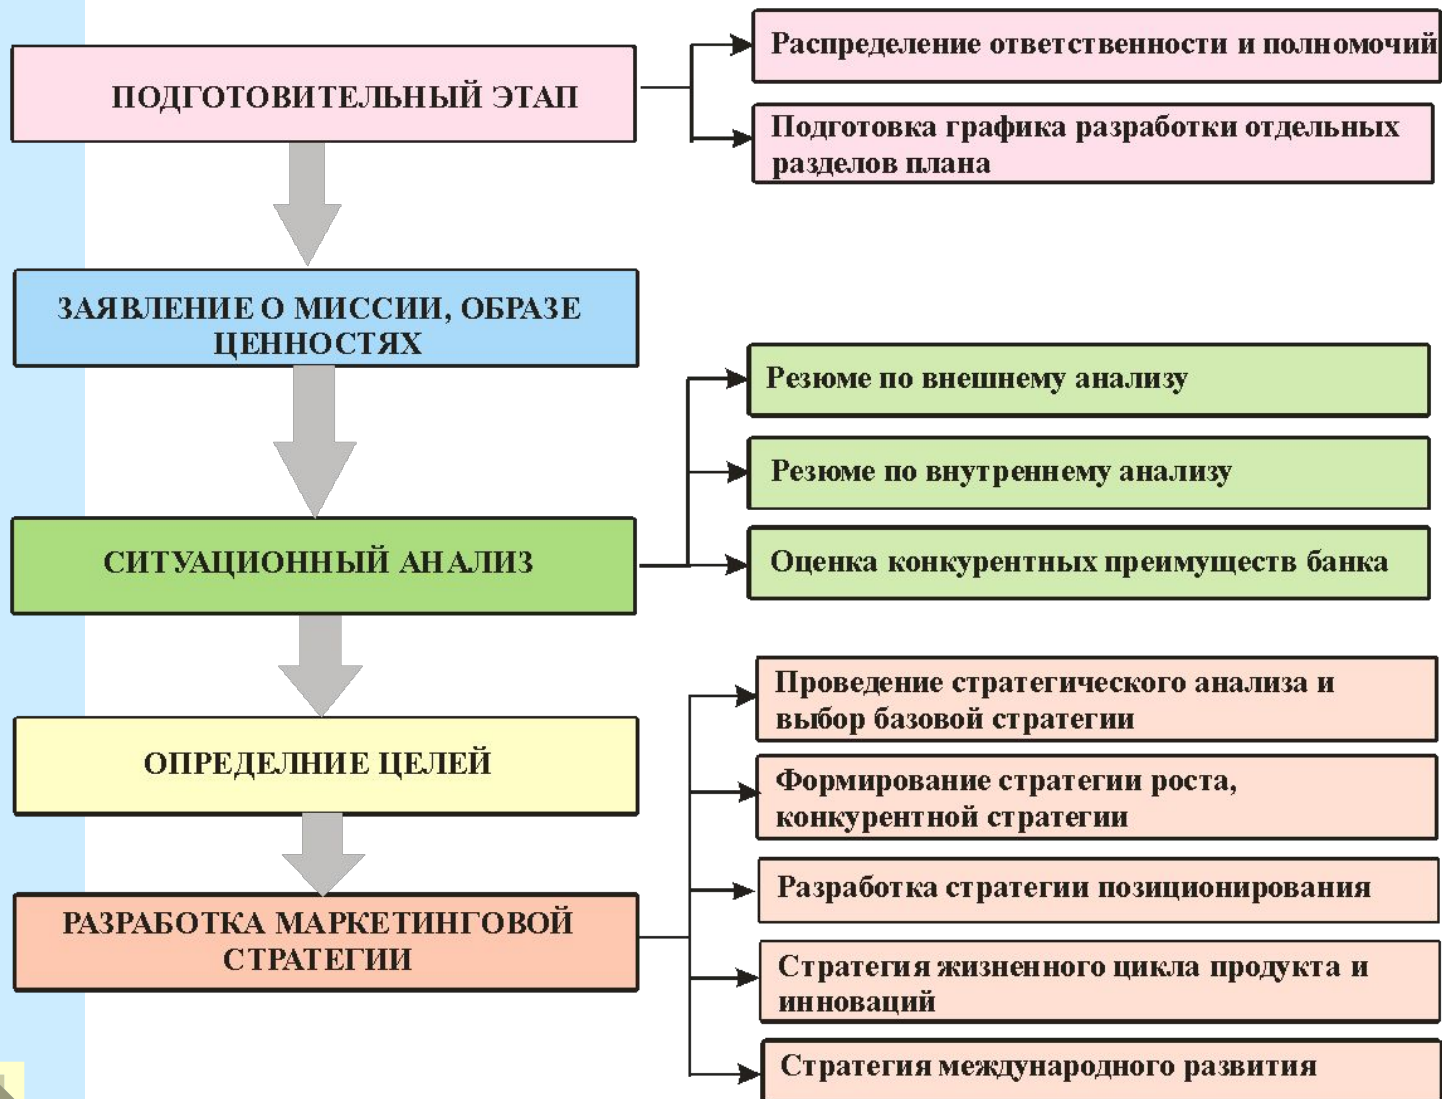 ПОДГОТОВИТЕЛЬНЫЙ ЭТАП
Распределение ответственности и полномочий
Подготовка графика разработки отдельных
разделов плана
ЗАЯВЛЕНИЕ О МИССИИ, ОБРАЗЕ
ЦЕННОСТЯХ
СИТУАЦИОННЫЙ АНАЛИЗ
Резюме по внешнему анализу
Резюме по внутреннему анализу
Оценка конкурентных преимуществ банка
ОПРЕДЕЛНИЕ ЦЕЛЕЙ
РАЗРАБОТКА МАРКЕТИНГОВОЙ
СТРАТЕГИИ
Проведение стратегического анализа и
выбор базовой стратегии
Формирование стратегии роста,
конкурентной стратегии
Разработка стратегии позиционирования
Стратегия жизненного цикла продукта и
инноваций
Стратегия международного развития